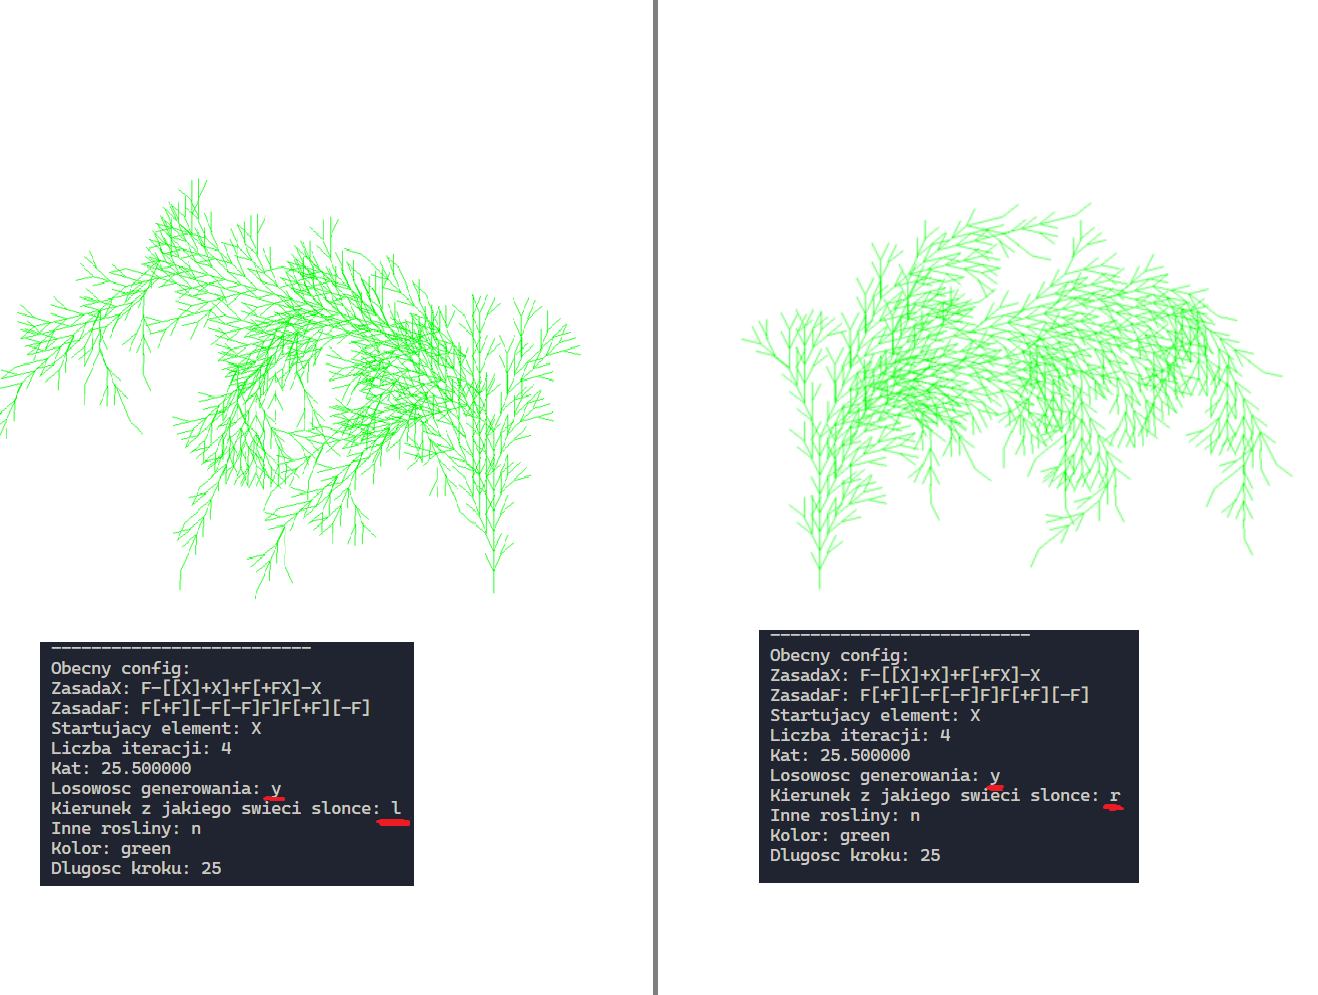 --------------------------
Obecny config:
ZasadaX: F-[[X]+X]+F[+FX]-X
ZasadaF: F[+F][-F[-F]F]F[+F][-F]
Startujacy element: X
Liczba iteracji: 4
Kat: 25.500000
Losowosc generowania: y
Kierunek z jakiego swieci slonce: l
Inne rosliny: n
Kolor: green
Dlugosc kroku: 25
--------------------------
Obecny config:
ZasadaX: F-[[X]+X]+F[+FX]-X
ZasadaF: F[+F][-F[-F]F]F[+F][-F]
Startujacy element: X
Liczba iteracji: 4
Kat: 25.500000
Losowosc generowania: y
Kierunek z jakiego swieci slonce: r
Inne rosliny: n
Kolor: green
Dlugosc kroku: 25